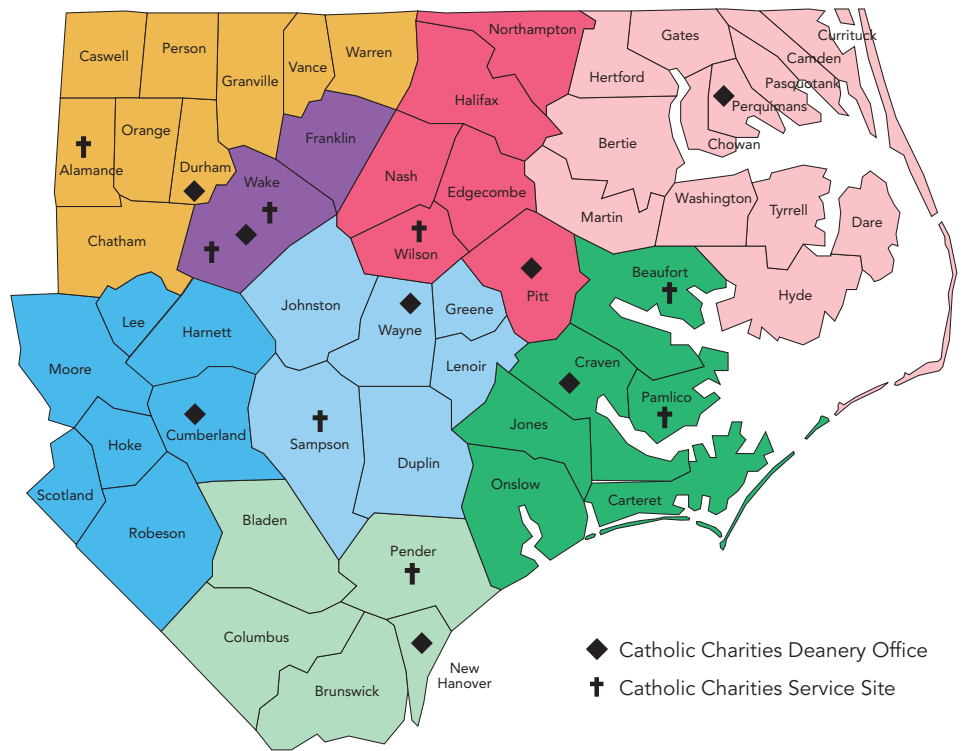 Northampton
Currituck
Gates
Person
Warren
Caswell
Camden
Vance
Hertford
Granville
Pasquotank
Halifax
Perquimans
Orange
Franklin
Bertie
Chowan
Durham
Alamance
Nash
Wake
Edgecombe
Washington
Tyrrell
Martin
Dare
Chatham
Wilson
Beaufort
Pitt
Hyde
Johnston
Greene
Lee
Wayne
Harnett
Craven
Lenoir
Moore
Pamlico
Jones
Cumberland
Hoke
Sampson
Duplin
Onslow
Scotland
Carteret
Bladen
Robeson
Pender
Columbus
Catholic Charities Deanery Office
New
Hanover
Catholic Charities Service Site
Brunswick